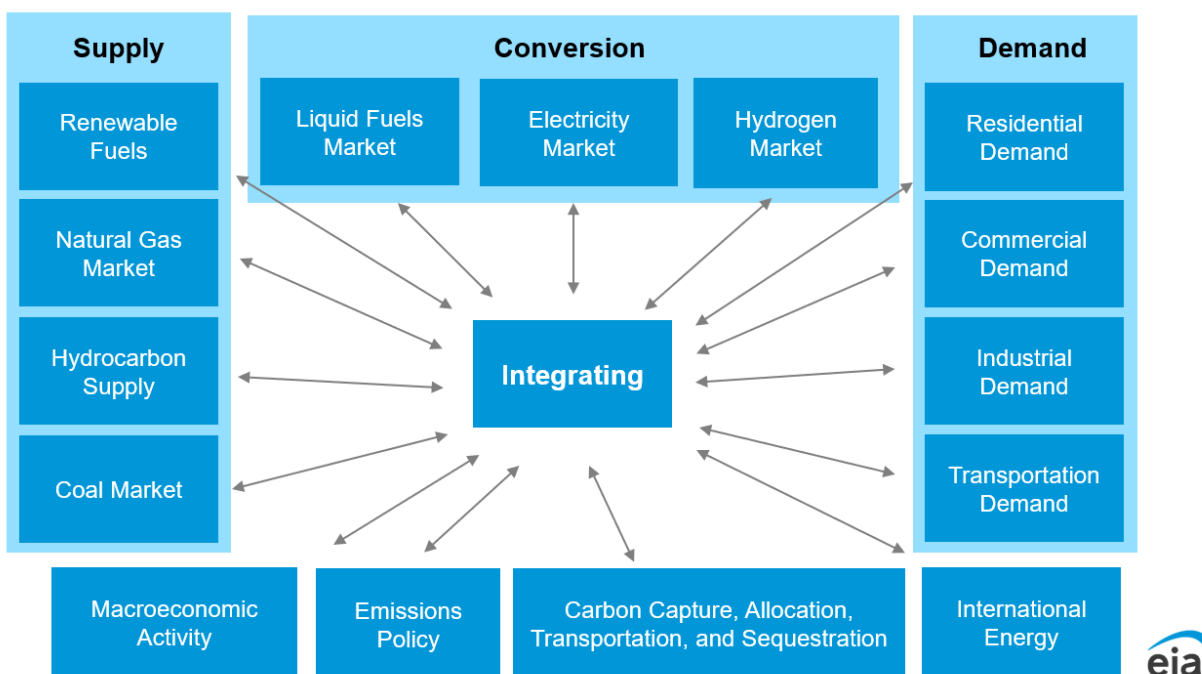 Supply
Renewable
Fuels
Natural Gas
Market
Hydrocarbon
Supply
Coal Market
Conversion
Liquid Fuels
Market
Electricity
Market
Hydrogen
Market
Demand
Residential
Demand
Commercial
Demand
Industrial
Demand
Transportation
Demand
Integrating
Macroeconomic
Activity
Emissions
Policy
Carbon Capture, Allocation,
Transportation, and Sequestration
International
Energy
eia